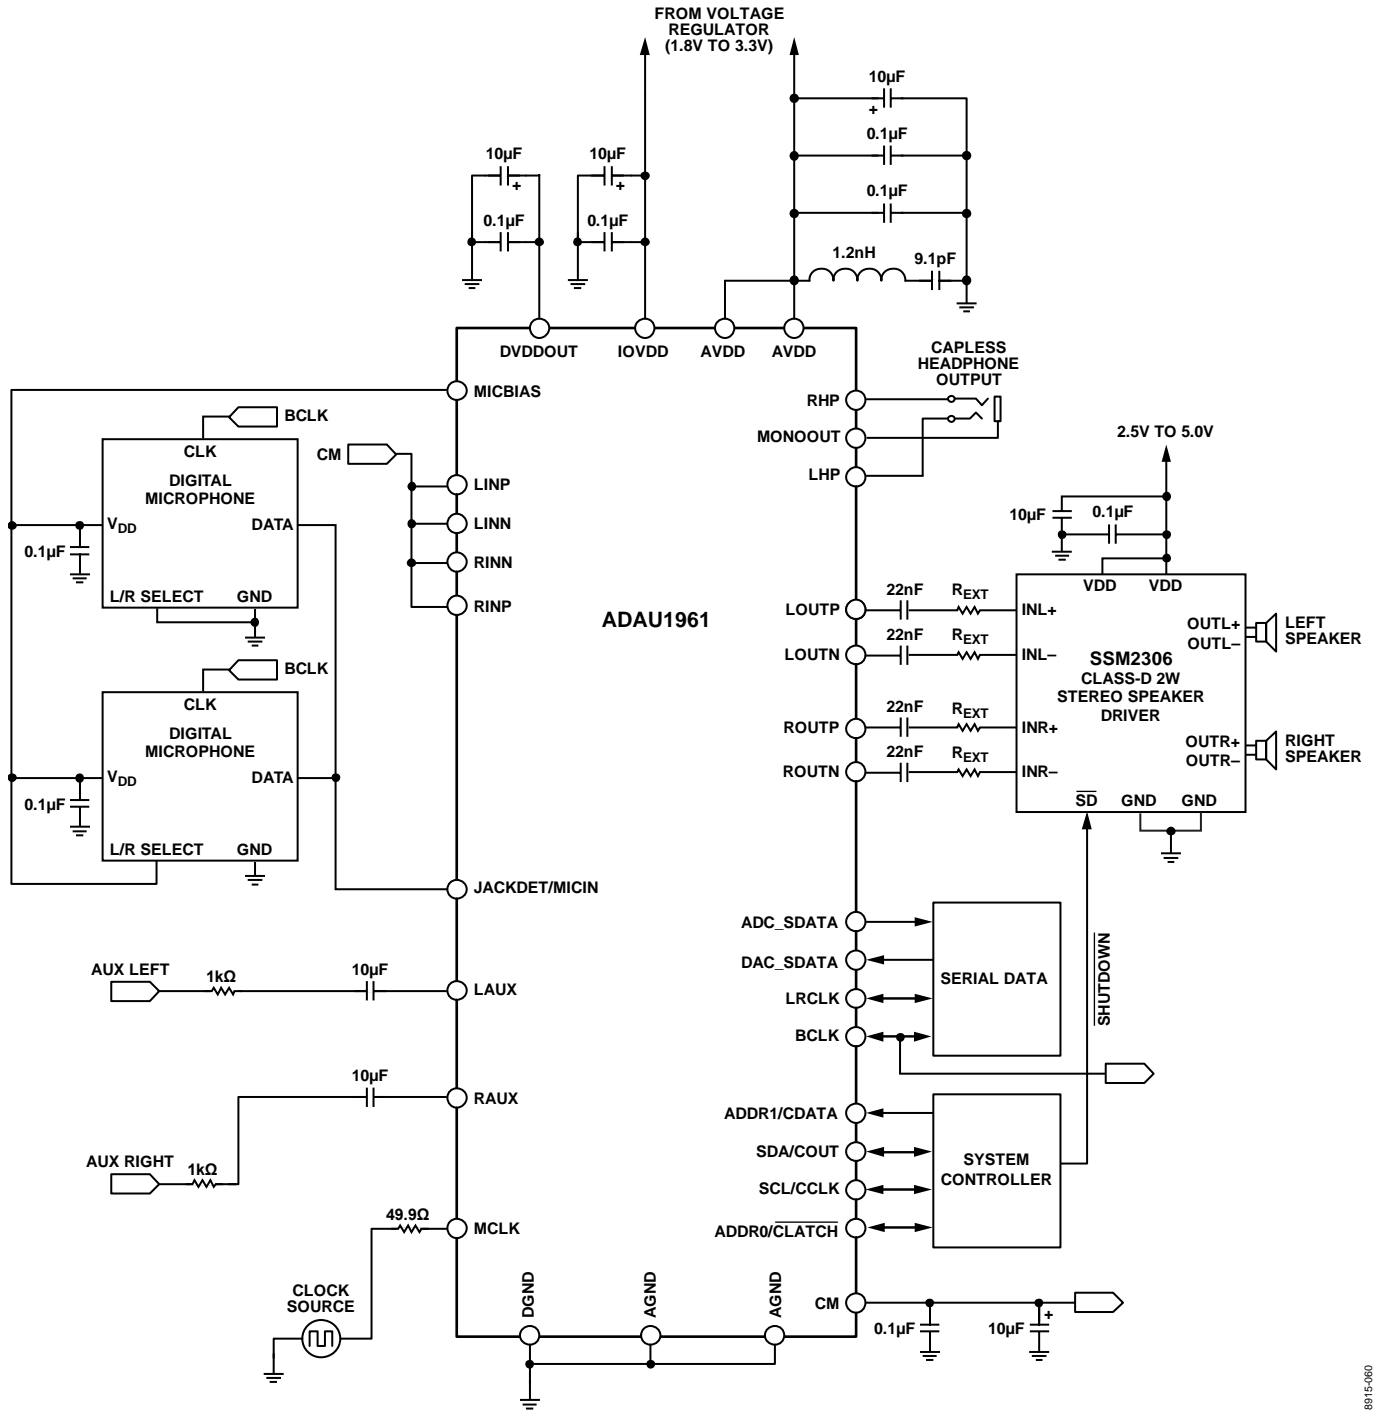 FROM VOLTAGE
REGULATOR
(1.8V TO 3.3V)
10µF
+
0.1µF
0.1µF
1.2nH
9.1pF
10µF
+
0.1µF
10µF
+
0.1µF
DVDDOUT
IOVDD
AVDD
AVDD
MICBIAS
BCLK
CLK
DIGITAL
MICROPHONE
VDD
DATA
0.1µF
L/R SELECT
GND
BCLK
CLK
DIGITAL
MICROPHONE
VDD
DATA
0.1µF
L/R SELECT
GND
CM
LINP
LINN
RINN
RINP
JACKDET/MICIN
AUX LEFT
1kΩ
10µF
LAUX
10µF
RAUX
AUX RIGHT
1kΩ
49.9Ω
MCLK
CLOCK
SOURCE
DGND
AGND
AGND
ADAU1961
CAPLESS
HEADPHONE
OUTPUT
RHP
MONOOUT
LHP
2.5V TO 5.0V
10µF
0.1µF
VDD
VDD
LOUTP
22nF
REXT
INL+
LOUTN
22nF
REXT
INL–
ROUTP
22nF
REXT
INR+
ROUTN
22nF
REXT
INR–
SSM2306
CLASS-D 2W
STEREO SPEAKER
DRIVER
OUTL+
OUTL–
LEFT
SPEAKER
OUTR+
OUTR–
RIGHT
SPEAKER
SD
GND
GND
SHUTDOWN
ADC_SDATA
DAC_SDATA
LRCLK
BCLK
SERIAL DATA
ADDR1/CDATA
SDA/COUT
SCL/CCLK
ADDR0/CLATCH
SYSTEM
CONTROLLER
CM
0.1µF
10µF
+
8915-060